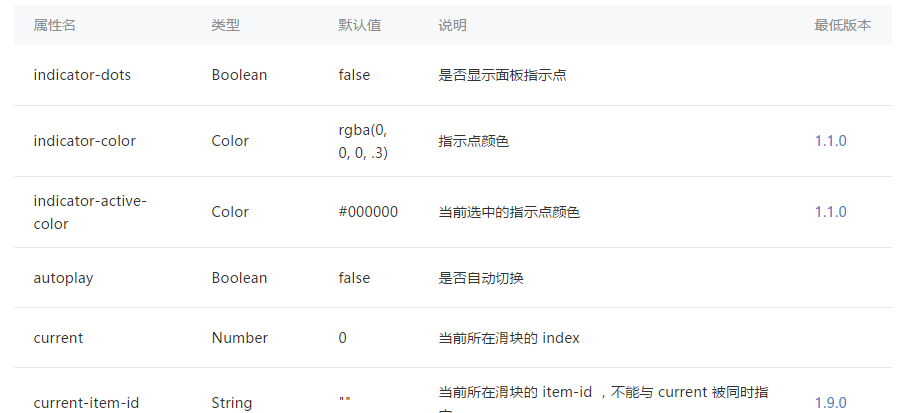 属性名 类型 默认值 说明 最低版本
indicator-dots Boolean false 是否显示面板指示点
indicator-color Color rgba(0, 0, 0, .3) 指示点颜色 1.1.0
indicator-active-color Color #000000 当前选中的指示点颜色 1.1.0
autoplay Boolean false 是否自动切换
current Number 0 当前所在滑块的 index
current-item-id String "" 当前所在滑块的 item-id ，不能与 current 被同时指 1.9.0